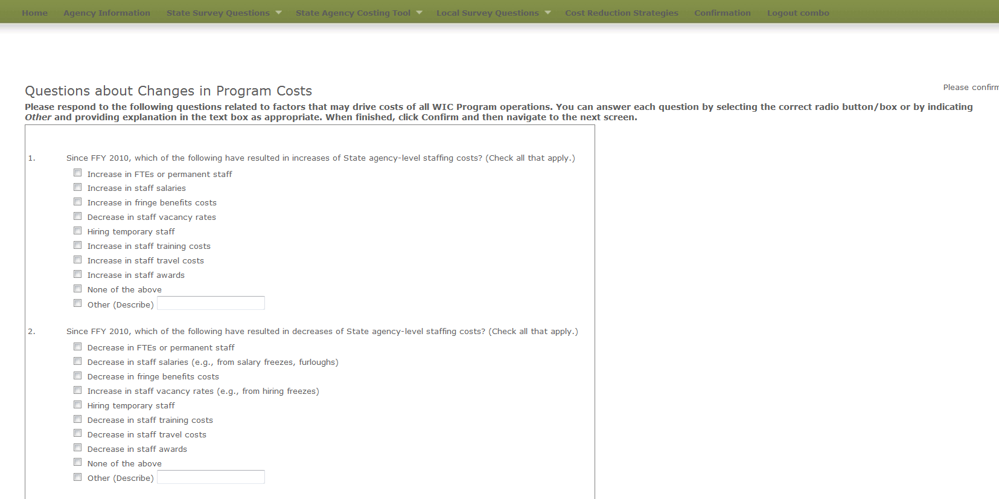 Home Agency Information State Survey Questions State Agency Costing Tool Local Survey Questions Cost Reduction Strategies Confirmation Logout combo
Please confirm
Questions about Changes in Program Costs
Please respond to the following questions related to factors that may drive costs of all WIC Program operations. You can answer each question by selecting the correct radio button/box or by indicating
Other and providing explanation in the text box as appropriate. When finished, click Confirm and then navigate to the next screen.
1. Since FFY 2010, which of the following have resulted in increases of State agency-level staffing costs? (Check all that apply.)
Increase in FTEs or permanent staff
Increase in staff salaries
Increase in fringe benefits costs
Decrease in staff vacancy rates
Hiring temporary staff
Increase in staff training costs
Increase in staff travel costs
Increase in staff awards
None of the above
Other (Describe)
2. Since FFY 2010, which of the following have resulted in decreases of State agency-level staffing costs? (Check all that apply.)
Decrease in FTEs or permanent staff
Decrease in staff salaries (e.g., from salary freezes, furloughs)
Decrease in fringe benefits costs
Increase in staff vacancy rates (e.g., from hiring freezes)
Hiring temporary staff
Decrease in staff training costs
Decrease in staff travel costs
Decrease in staff awards
None of the above
Other (Describe)